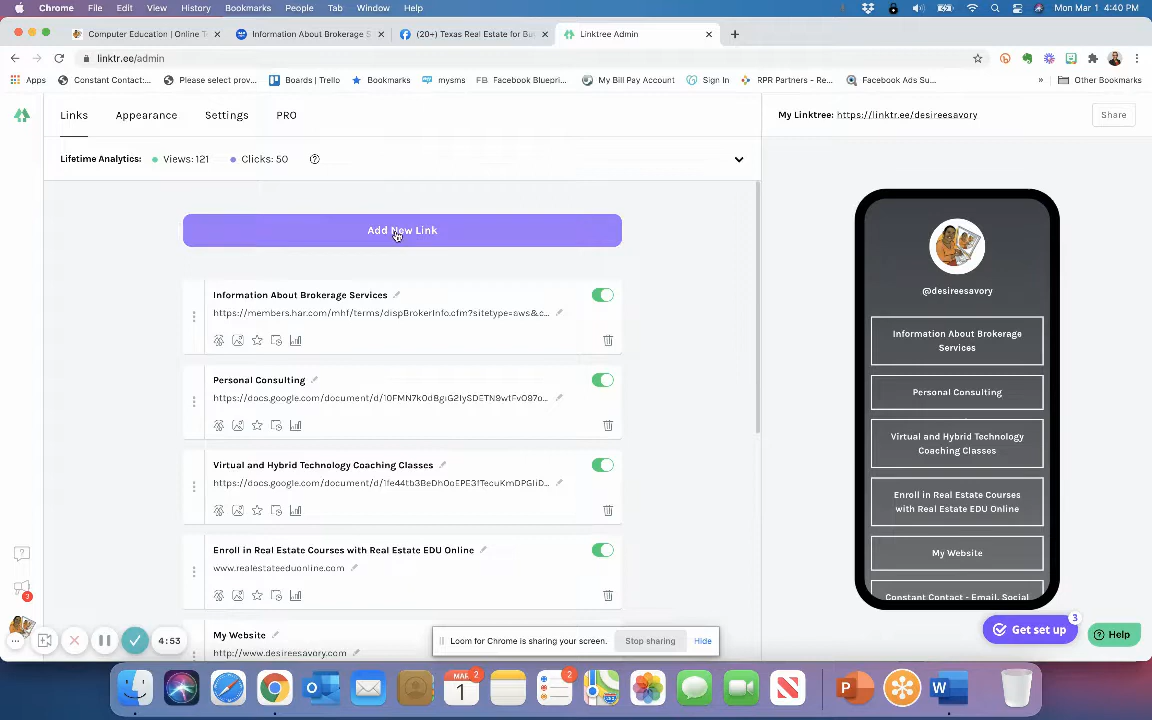 Chrome File Edit View History Bookmarks People Tab Window Help Mon Mar 1 4:40 PM
Computer Education | Online T
Information About Brokerage S
(20+) Texas Real Estate for Bu
Linktree Admin
linktr.ee/admin
Apps Constant Contact:... Please select prov... Boards | Trello Bookmarks mysms FB Facebook Bluepri... My Bill Pay Account Sign In RPR Partners - Re... Facebook Ads Su... » Other Bookmarks
Links Appearance Settings PRO
My Linktree: https://linktr.ee/desireesavory Share
Lifetime Analytics: Views: 121 Clicks: 50
Add New Link
Information About Brokerage Services
https://members.har.com/mhf/terms/dispBrokerInfo.cfm?sitetype=aws&c...
Personal Consulting
Virtual and Hybrid Technology Coaching Classes
Enroll in Real Estate Courses with Real Estate EDU Online
www.realestateeduonline.com
My Website
http://www.desireesavory.com
@desireesavory
Information About Brokerage
Services
Personal Consulting
Virtual and Hybrid Technology
Coaching Classes
Enroll in Real Estate Courses
with Real Estate EDU Online
My Website
Constant Contact - Email, Social
Get set up 3
Help
3
4:53
Loom for Chrome is sharing your screen. Stop sharing Hide
MAR 2
1
2
P
W